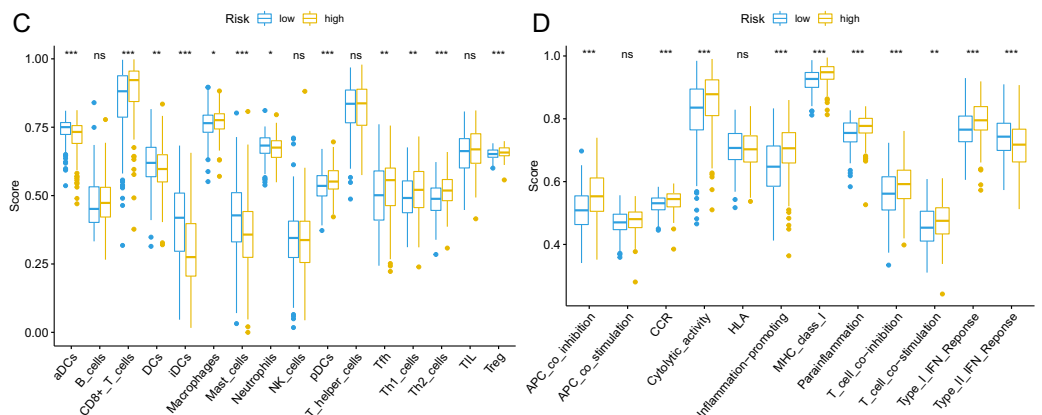 C
Risk low high
*** ns *** ** *** * *** * ns *** ** ** *** ns ns ***
Score
1.00
0.75
0.50
0.25
0.00
aDCs
B_cells
CD8+_T_cells
DCs
iDCs
Macrophages
Mast_cells
Neutrophils
NK_cells
pDCs
T_helper_cells
Tfh
Th1_cells
Th2_cells
TIL
Treg
D
Risk low high
*** ns *** *** ns *** *** *** *** ** *** ***
Score
1.0
0.8
0.6
0.4
APC_co_inhibition
APC_co_stimulation
CCR
Cytolytic_activity
HLA
Inflammation-promoting
MHC_class_I
Parainflammation
T_cell_co-inhibition
T_cell_co-stimulation
Type_I_IFN_Reponse
Type_II_IFN_Reponse